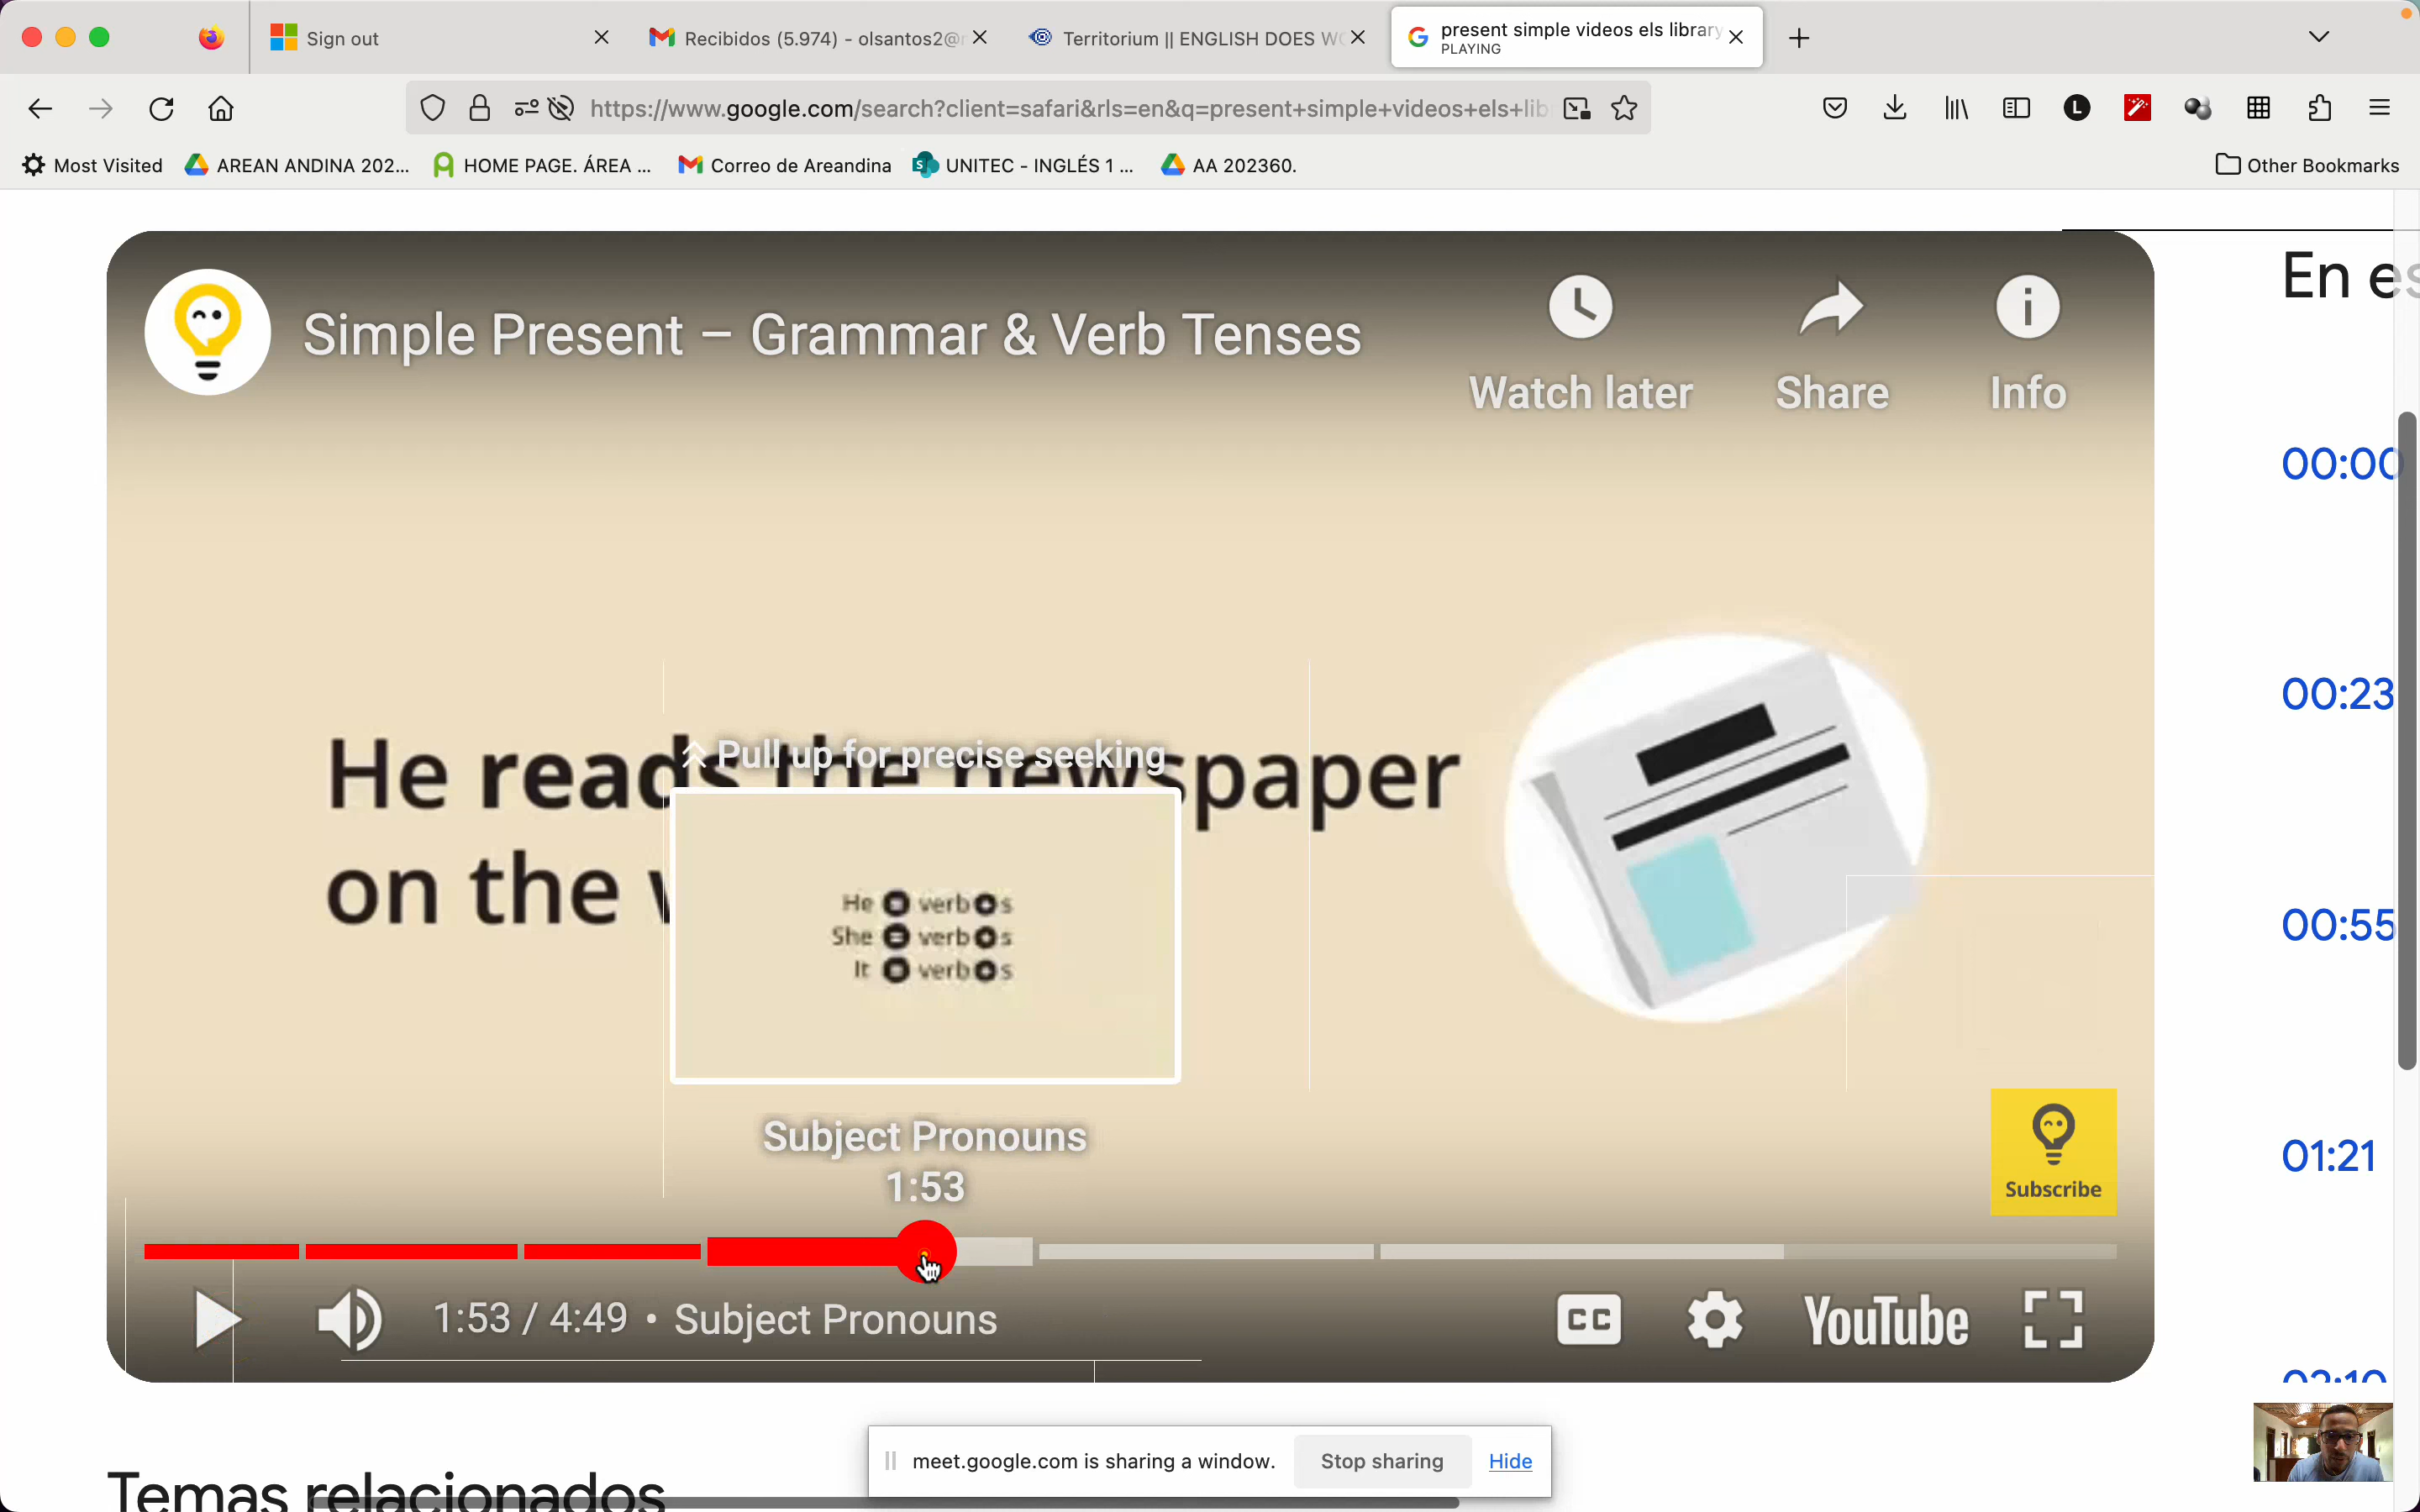 Sign out
Recibidos (5.974) - olsantos2@
Territorium || ENGLISH DOES W
present simple videos els library
PLAYING
https://www.google.com/search?client=safari&rls=en&q=present+simple+videos+els+lib
L
Most Visited
AREAN ANDINA 202...
HOME PAGE. ÁREA ...
Correo de Areandina
S
UNITEC - INGLÉS 1 ...
AA 202360.
Other Bookmarks
Simple Present – Grammar & Verb Tenses
Watch later
Share
Info
En es
00:00
00:23
00:55
01:21
He reads the newspaper
on the
Pull up for precise seeking
He = verb+s
She = verb+s
It = verb+s
Subject Pronouns
1:53
Subscribe
1:53 / 4:49 • Subject Pronouns
CC
YouTube
meet.google.com is sharing a window.
Stop sharing
Hide
Temas relacionados